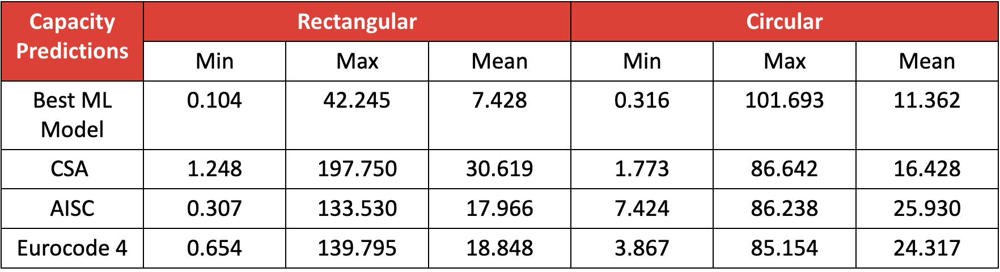 Capacity Predictions Rectangular Circular
Min Max Mean Min Max Mean
Best ML Model 0.104 42.245 7.428 0.316 101.693 11.362
CSA 1.248 197.750 30.619 1.773 86.642 16.428
AISC 0.307 133.530 17.966 7.424 86.238 25.930
Eurocode 4 0.654 139.795 18.848 3.867 85.154 24.317